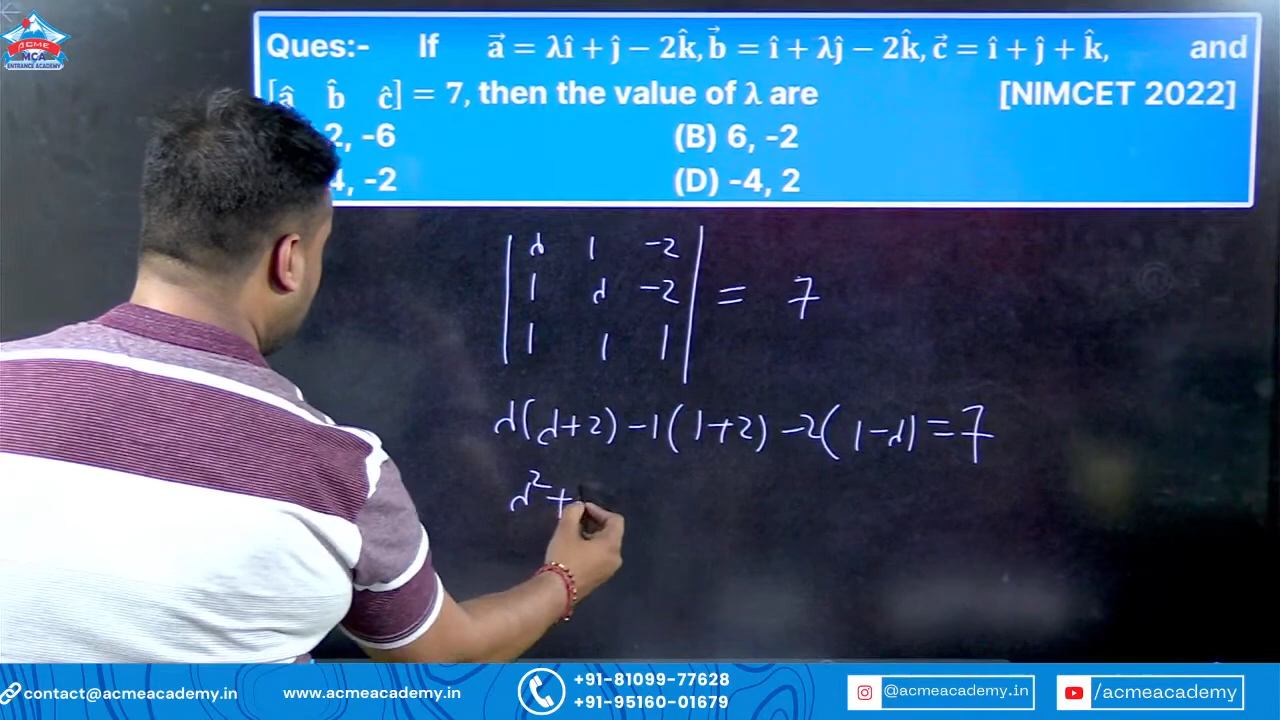 ACME
MCA
ENTRANCE ACADEMY
Ques:- If a⃗ = λî + ĵ − 2k̂, b⃗ = î + λĵ − 2k̂, c⃗ = î + ĵ + k̂, and
[â b̂ ĉ] = 7, then the value of λ are [NIMCET 2022]
2, -6 (B) 6, -2
4, -2 (D) -4, 2
| λ 1 -2 |
| 1 λ -2 | = 7
| 1 1 1 |
λ(λ+2) -1(1+2) -2(1-λ) = 7
λ² +
contact@acmeacademy.in www.acmeacademy.in +91-81099-77628 @acmeacademy.in /acmeacademy
+91-95160-01679